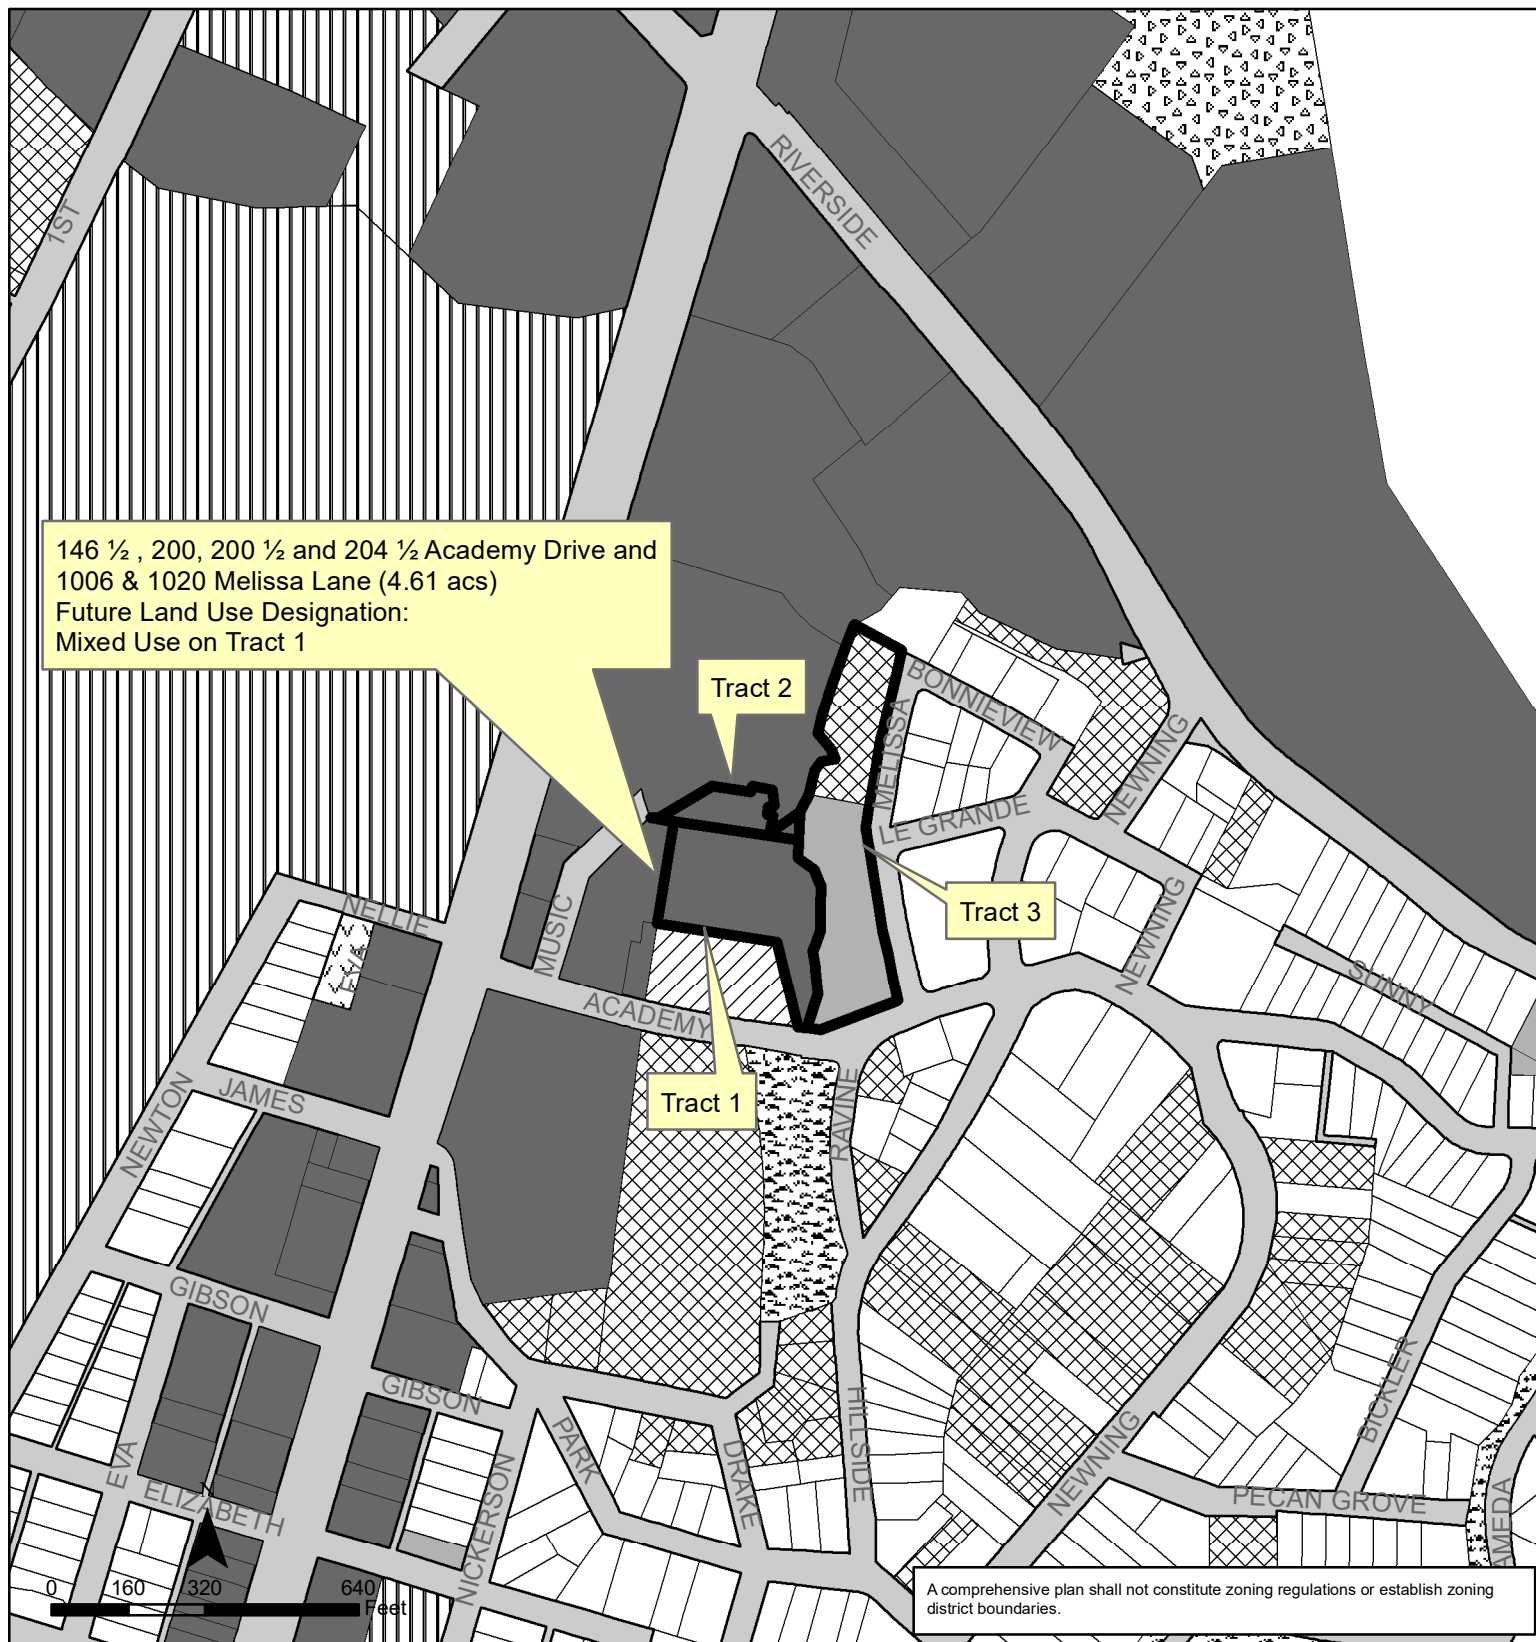 1ST
RIVERSIDE
146 ½ , 200, 200 ½ and 204 ½ Academy Drive and
1006 & 1020 Melissa Lane (4.61 acs)
Future Land Use Designation:
Mixed Use on Tract 1
Tract 2
BONNIEVIEW
MELISSA
NEWNING
LE GRANDE
Tract 3
NELLIE
MUSIC
EVA
NEWNING
SUNNY
ACADEMY
Tract 1
JAMES
NEWTON
RAVINE
GIBSON
GIBSON
BICKLER
HILLSIDE
PARK
DRAKE
NEWNING
EVA
ELIZABETH
NICKERSON
PECAN GROVE
AMEDA
N
0 160 320 640
Feet
A comprehensive plan shall not constitute zoning regulations or establish zoning
district boundaries.